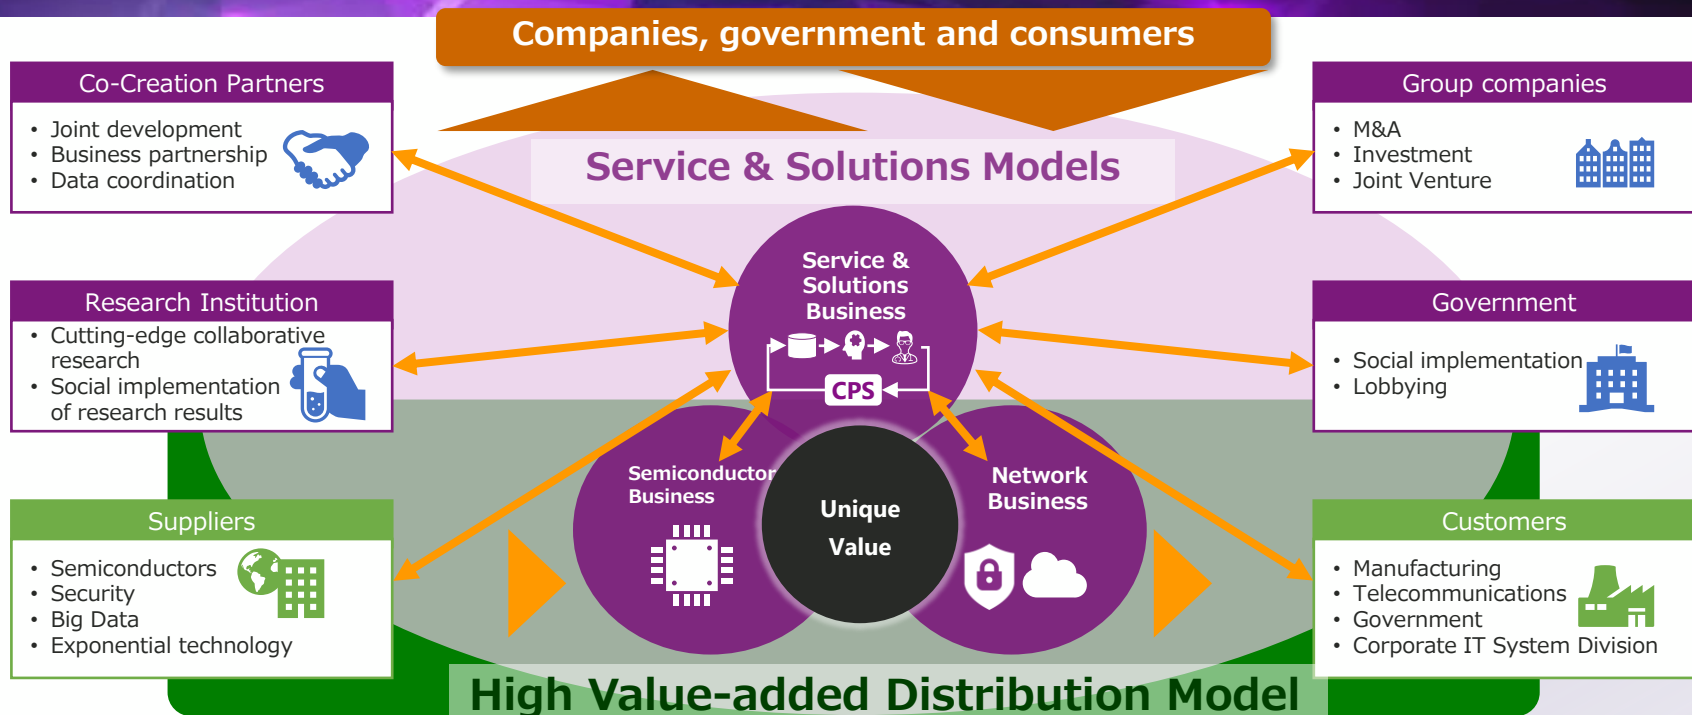 Companies, government and consumers
Co-Creation Partners
• Joint development
• Business partnership
• Data coordination
Group companies
• M&A
• Investment
• Joint Venture
Service & Solutions Models
Service &
Solutions
Business
CPS
Research Institution
• Cutting-edge collaborative
research
• Social implementation
of research results
Government
• Social implementation
• Lobbying
Semiconductor
Business
Unique
Value
Network
Business
Suppliers
• Semiconductors
• Security
• Big Data
• Exponential technology
Customers
• Manufacturing
• Telecommunications
• Government
• Corporate IT System Division
High Value-added Distribution Model